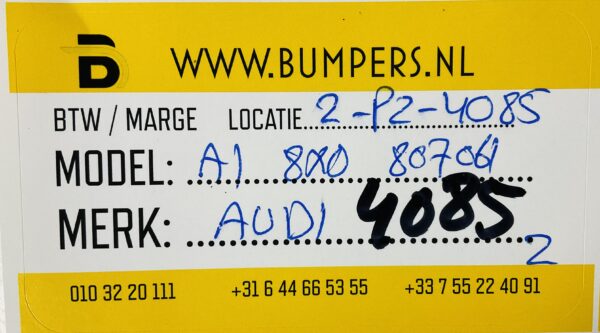 B WWW.BUMPERS.NL
BTW / MARGE LOCATIE 2-P2-4085
MODEL: A1 8X0 807061
MERK: AUDI 4085 2
010 32 20 111 +31 6 44 66 53 55 +33 7 55 22 40 91